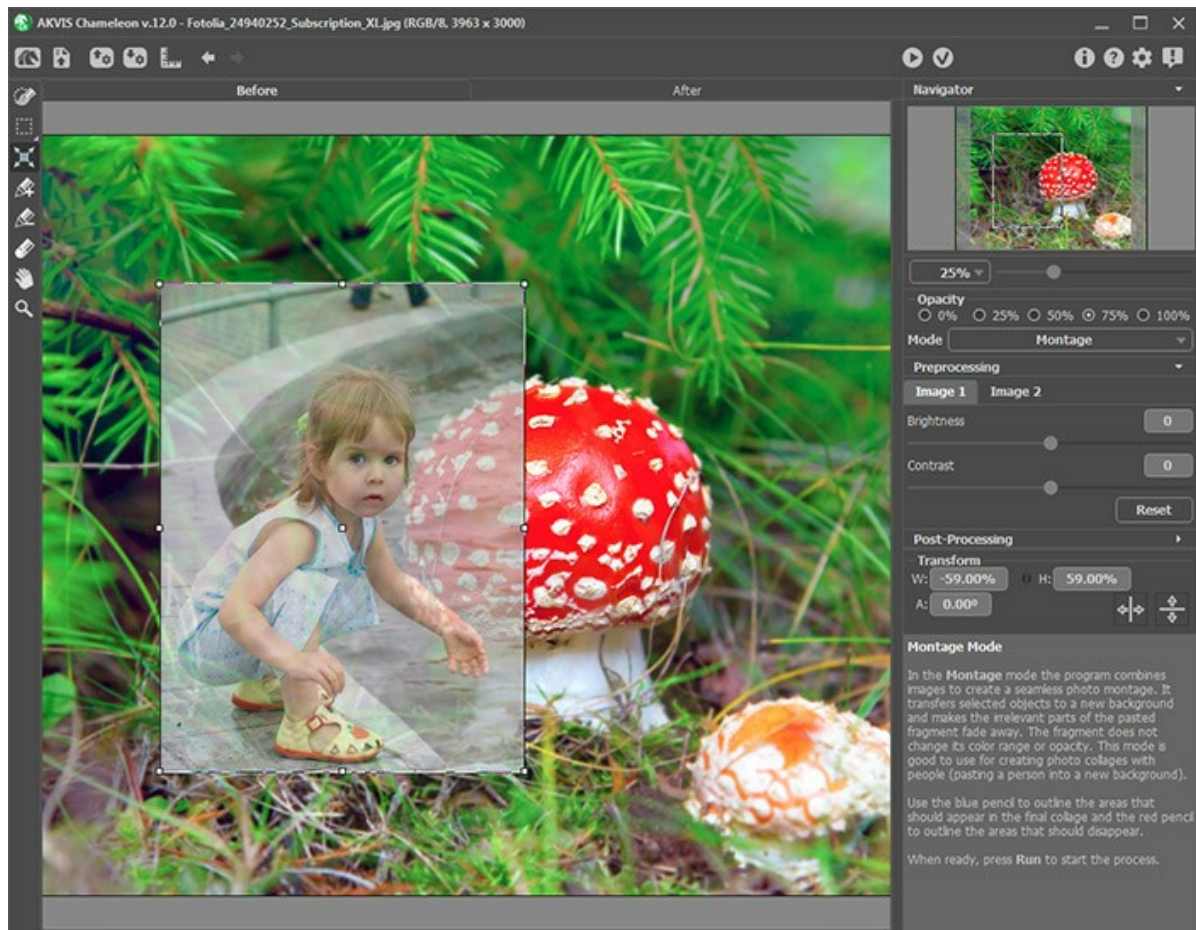 AKVIS Chameleon v.12.0 - Fotolia_24940252_Subscription_XL.jpg (RGB/8, 3963 x 3000)
Before
After
Navigator
25%
Opacity
0% 25% 50% 75% 100%
Mode Montage
Preprocessing
Image 1 Image 2
Brightness 0
Contrast 0
Reset
Post-Processing
Transform
W: -59.00% H: 59.00%
A: 0.00º
Montage Mode
In the Montage mode the program combines
images to create a seamless photo montage. It
transfers selected objects to a new background
and makes the irrelevant parts of the pasted
fragment fade away. The fragment does not
change its color range or opacity. This mode is
good to use for creating photo collages with
people (pasting a person into a new background).
Use the blue pencil to outline the areas that
should appear in the final collage and the red pencil
to outline the areas that should disappear.
When ready, press Run to start the process.